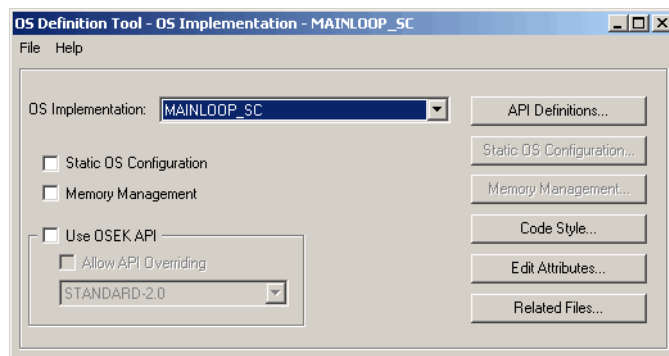 OS Definition Tool - OS Implementation - MAINLOOP_SC
File Help
OS Implementation: MAINLOOP_SC
API Definitions...
Static OS Configuration
Static OS Configuration...
Memory Management
Memory Management...
Use OSEK API
Code Style...
Allow API Overriding
Edit Attributes...
STANDARD-2.0
Related Files...